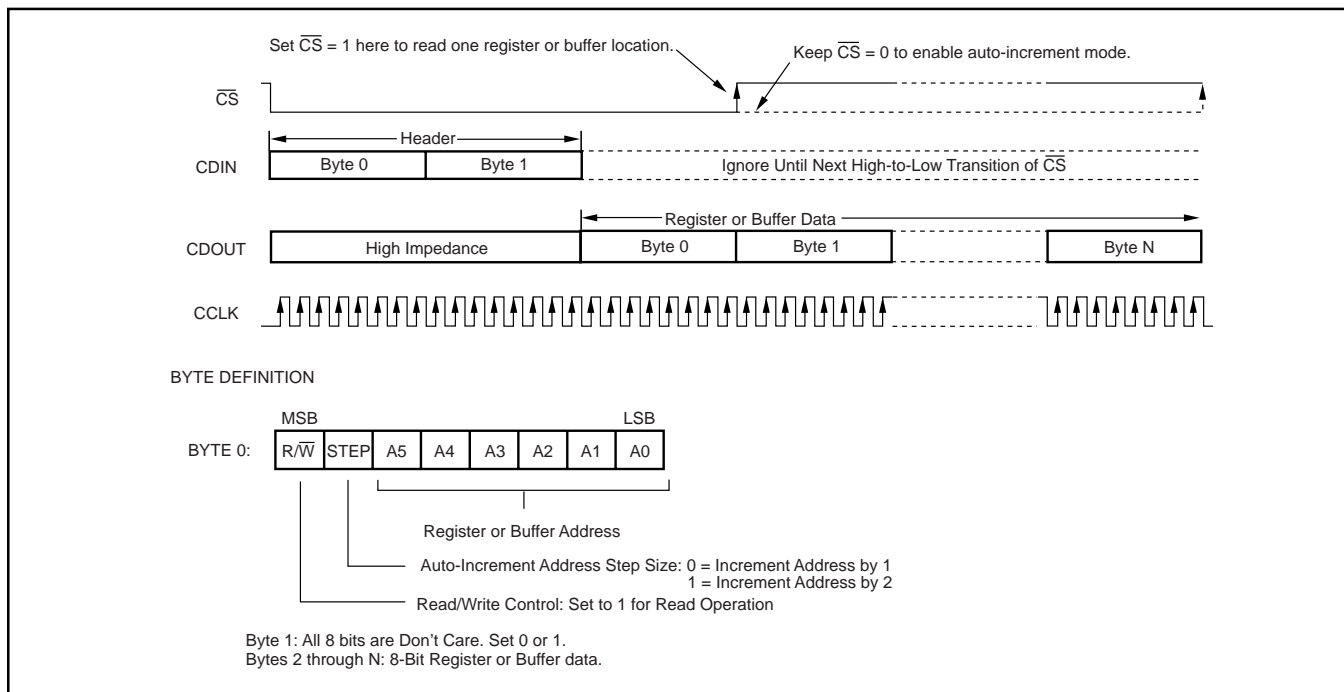 Set C̅S̅ = 1 here to read one register or buffer location.
Keep C̅S̅ = 0 to enable auto-increment mode.
C̅S̅
Header
CDIN
Byte 0
Byte 1
Ignore Until Next High-to-Low Transition of C̅S̅
Register or Buffer Data
CDOUT
High Impedance
Byte 0
Byte 1
Byte N
CCLK
BYTE DEFINITION
MSB
LSB
BYTE 0:
R/W̅
STEP
A5
A4
A3
A2
A1
A0
Register or Buffer Address
Auto-Increment Address Step Size: 0 = Increment Address by 1
1 = Increment Address by 2
Read/Write Control: Set to 1 for Read Operation
Byte 1: All 8 bits are Don’t Care. Set 0 or 1.
Bytes 2 through N: 8-Bit Register or Buffer data.